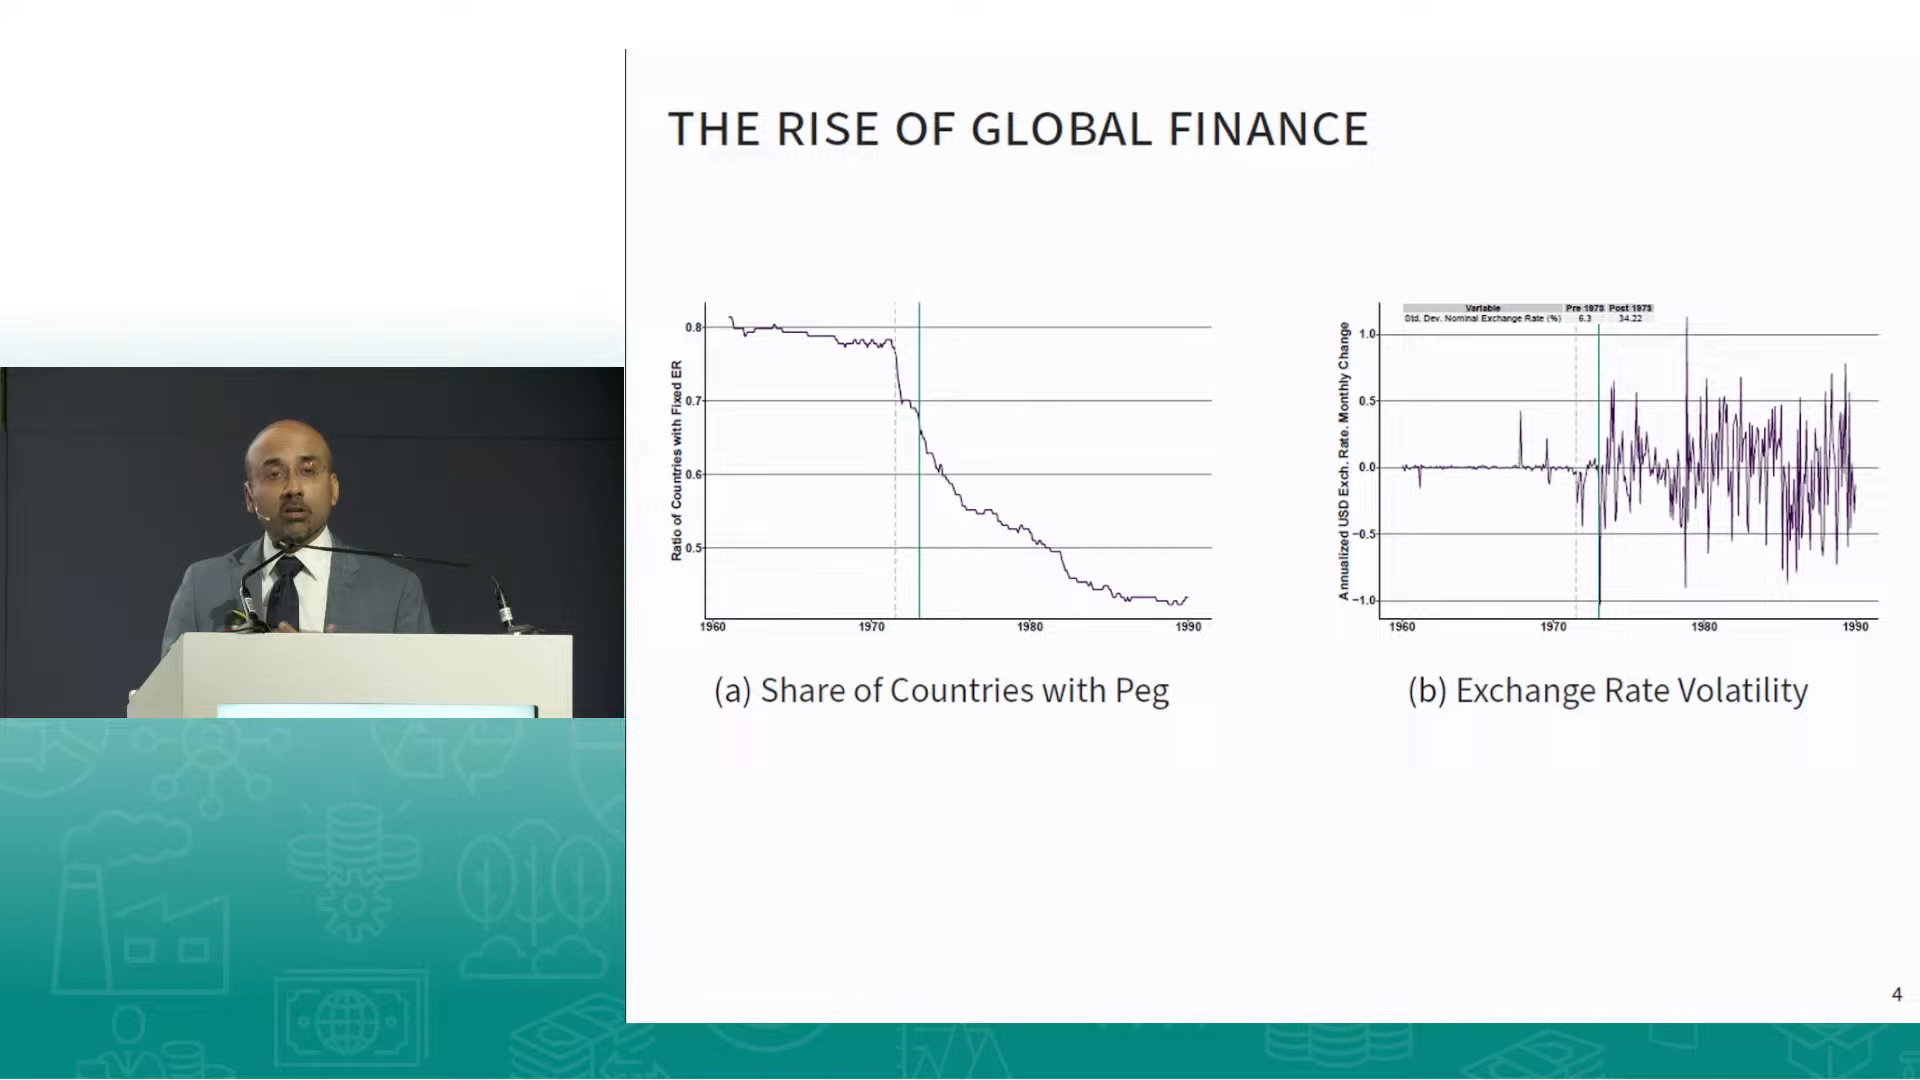 THE RISE OF GLOBAL FINANCE
Ratio of Countries with Fixed ER
0.8
0.7
0.6
0.5
1960 1970 1980 1990
(a) Share of Countries with Peg
Variable Pre 1973 Post 1973
Std. Dev. Nominal Exchange Rate (%) 6.3 34.22
Annualized USD Exch. Rate. Monthly Change
1.0
0.5
0.0
−0.5
−1.0
1960 1970 1980 1990
(b) Exchange Rate Volatility
4